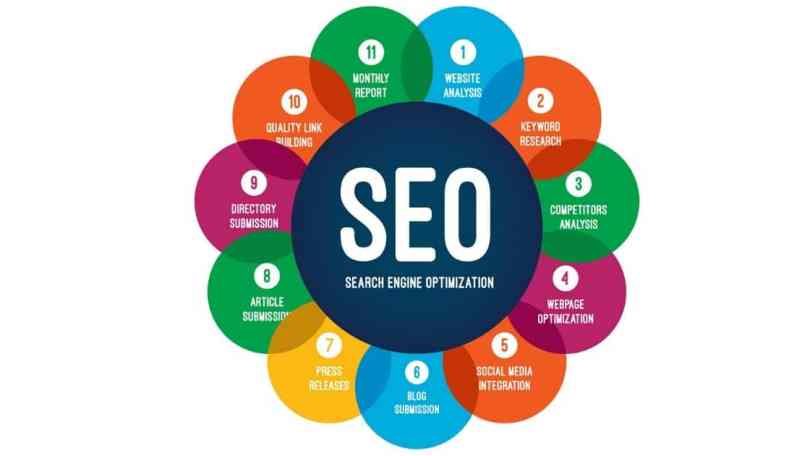 SEO
SEARCH ENGINE OPTIMIZATION
1
WEBSITE
ANALYSIS
2
KEYWORD
RESEARCH
3
COMPETITORS
ANALYSIS
4
WEBPAGE
OPTIMIZATION
5
SOCIAL MEDIA
INTEGRATION
6
BLOG
SUBMISSION
7
PRESS
RELEASES
8
ARTICLE
SUBMISSION
9
DIRECTORY
SUBMISSION
10
QUALITY LINK
BUILDING
11
MONTHLY
REPORT